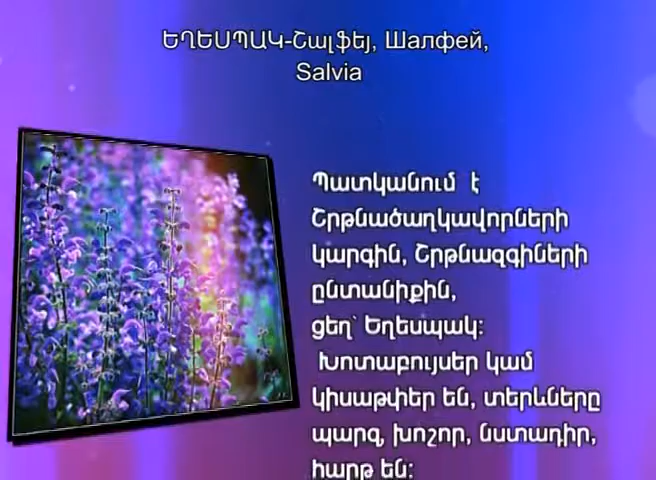 ԵՂԵՍՊԱԿ-Շալֆեյ, Шалфей,
Salvia
Պատկանում է
Շրթնածաղկավորների
կարգին, Շրթնազգիների
ընտանիքին,
ցեղ՝ Եղեսպակ:
Խոտաբույսեր կամ
կիսաթփեր են, տերևները
պարզ, խոշոր, նստադիր,
հարթ են: